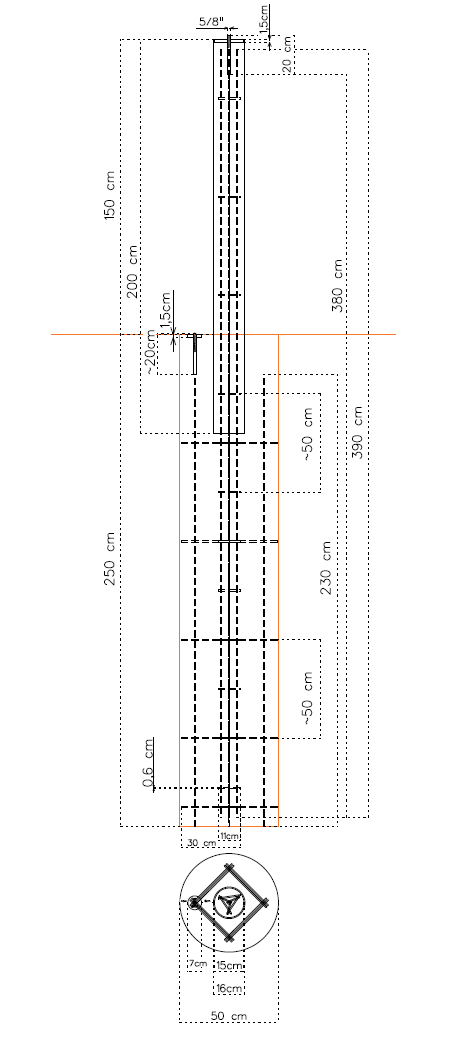 1,5cm
5/8"
20 cm
150 cm
200 cm
380 cm
1,5cm
~20cm
390 cm
~50 cm
250 cm
230 cm
~50 cm
0.6 cm
11cm
30 cm
7cm
15cm
16cm
50 cm